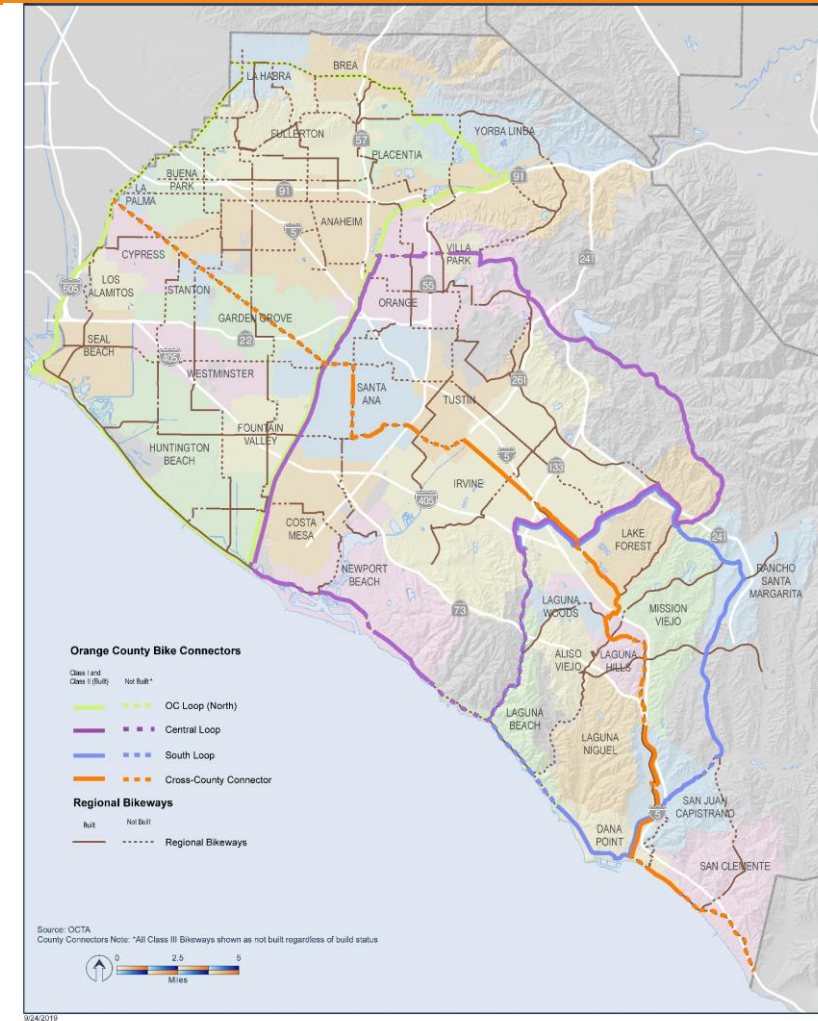 BREA
LA HABRA
YORBA LINDA
FULLERTON
57
PLACENTIA
BUENA
PARK
91
91
LA
PALMA
ANAHEIM
5
CYPRESS
VILLA
PARK
241
LOS
ALAMITOS
STANTON
605
ORANGE
55
GARDEN GROVE
22
SEAL
BEACH
405
WESTMINSTER
SANTA
ANA
TUSTIN
261
FOUNTAIN
VALLEY
HUNTINGTON
BEACH
5
133
IRVINE
405
COSTA
MESA
LAKE
FOREST
241
NEWPORT
BEACH
RANCHO
SANTA
MARGARITA
LAGUNA
WOODS
73
MISSION
VIEJO
ALISO
VIEJO
LAGUNA
HILLS
LAGUNA
BEACH
LAGUNA
NIGUEL
SAN JUAN
CAPISTRANO
5
DANA
POINT
SAN CLEMENTE
Orange County Bike Connectors
Class I and
Class II (Built)
Not Built*
OC Loop (North)
Central Loop
South Loop
Cross-County Connector
Regional Bikeways
Built
Not Built
Regional Bikeways
Source: OCTA
County Connectors Note: *All Class III Bikeways shown as not built regardless of build status
0 2.5 5
Miles
9/24/2019